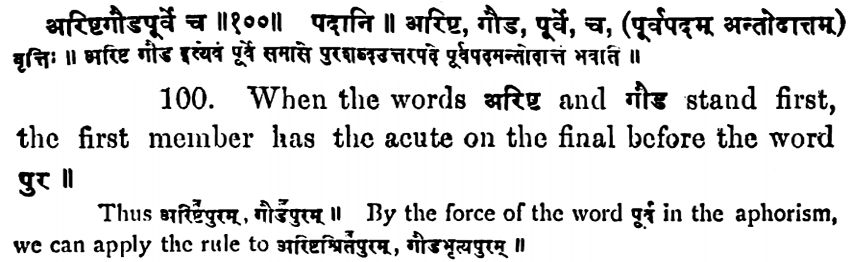 अरिष्टगौडपूर्वे च ॥१००॥ पदानि ॥ अरिष्ट, गौड, पूर्वे, च, (पूर्वपदम् अन्तोदात्तम्)
वृत्तिः ॥ अरिष्ट गौड इत्येवं पूर्वे समासे पुरशब्दउत्तरपदे पूर्वपदमन्तोदात्तं भवति ॥
100. When the words अरिष्ट and गौड stand first,
the first member has the acute on the final before the word
पुर ॥
Thus अरिष्ट॑पुरम्, गौड॑पुरम् ॥ By the force of the word पूर्व in the aphorism,
we can apply the rule to अरिष्टश्रित॑पुरम्, गौडभृत्यपुरम् ॥